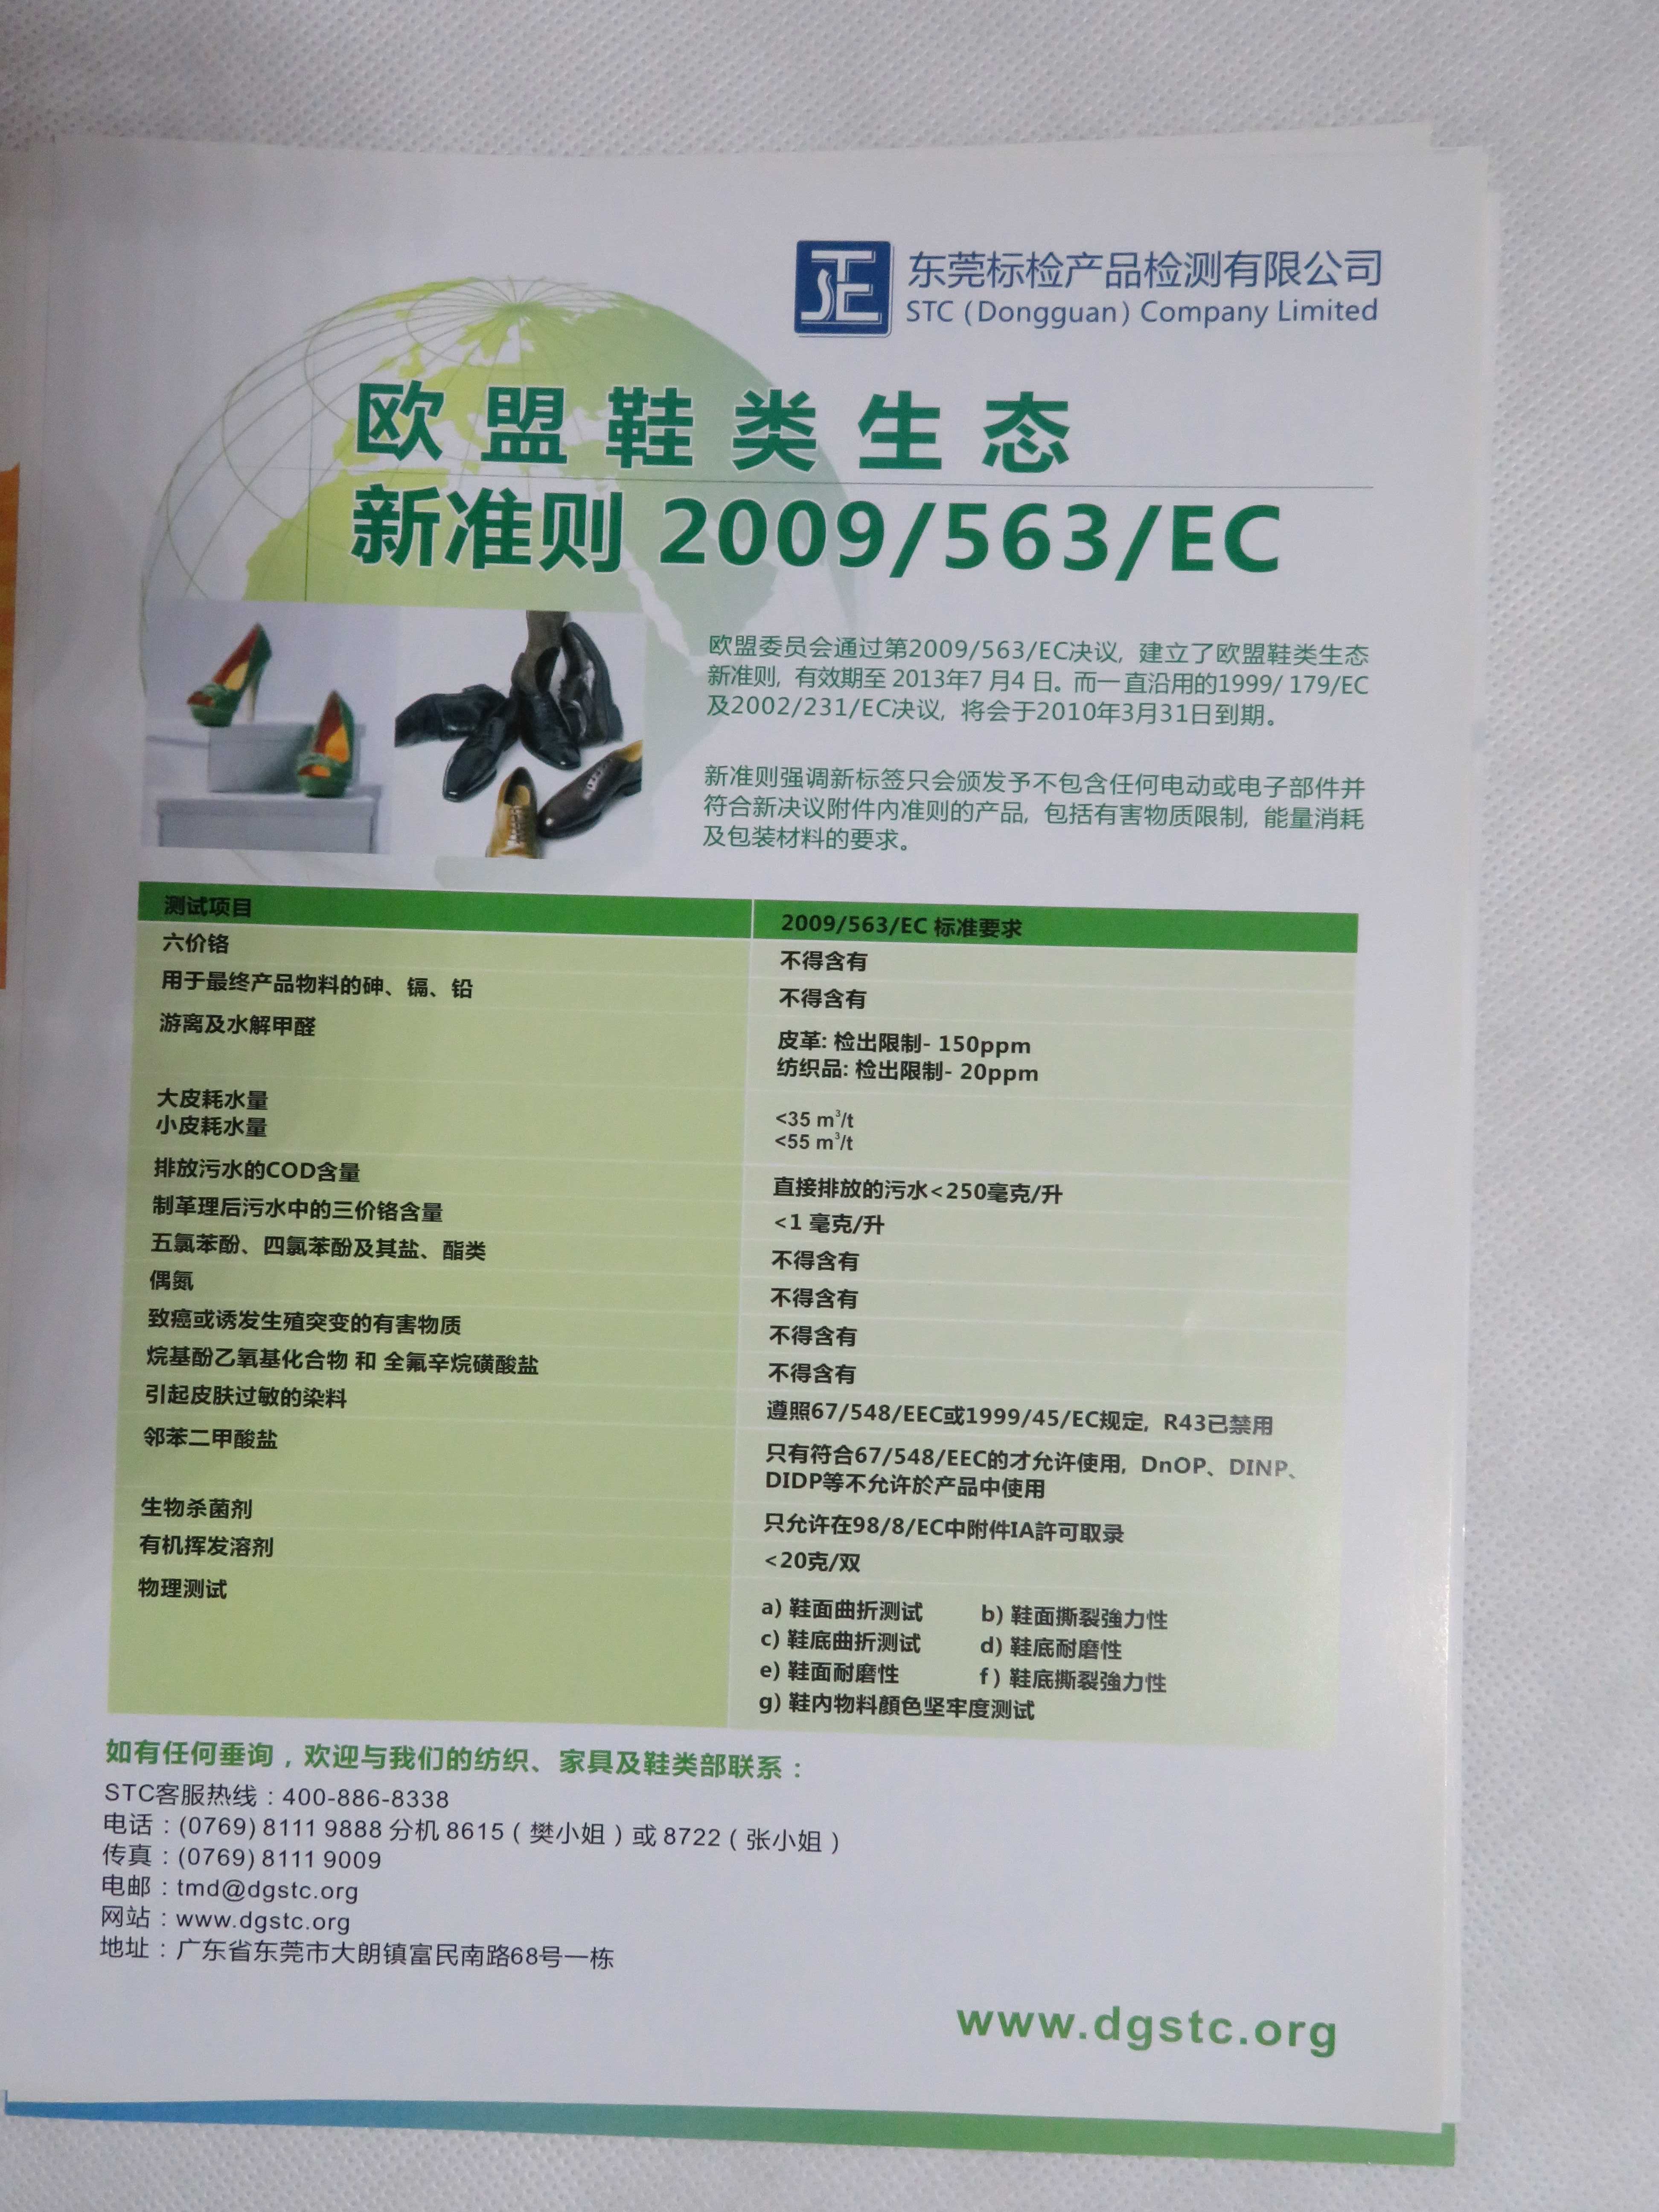 东莞标检产品检测有限公司
STC (Dongguan) Company Limited
欧盟鞋类生态
新准则 2009/563/EC
欧盟委员会通过第2009/563/EC决议, 建立了欧盟鞋类生态
新准则, 有效期至 2013年7 月4 日。而一直沿用的1999/ 179/EC
及2002/231/EC决议, 将会于2010年3月31日到期。
新准则强调新标签只会颁发予不包含任何电动或电子部件并
符合新决议附件内准则的产品, 包括有害物质限制, 能量消耗
及包装材料的要求。
测试项目 2009/563/EC 标准要求
六价铬 不得含有
用于最终产品物料的砷、镉、铅 不得含有
游离及水解甲醛 皮革: 检出限制- 150ppm
纺织品: 检出限制- 20ppm
大皮耗水量 <35 m³/t
小皮耗水量 <55 m³/t
排放污水的COD含量 直接排放的污水<250毫克/升
制革理后污水中的三价铬含量 <1 毫克/升
五氯苯酚、四氯苯酚及其盐、酯类 不得含有
偶氮 不得含有
致癌或诱发生殖突变的有害物质 不得含有
烷基酚乙氧基化合物 和 全氟辛烷磺酸盐 不得含有
引起皮肤过敏的染料 遵照67/548/EEC或1999/45/EC规定, R43已禁用
邻苯二甲酸盐 只有符合67/548/EEC的才允许使用, DnOP、DINP、
DIDP等不允许於产品中使用
生物杀菌剂 只允许在98/8/EC中附件IA許可取录
有机挥发溶剂 <20克/双
物理测试 a) 鞋面曲折测试 b) 鞋面撕裂強力性
c) 鞋底曲折测试 d) 鞋底耐磨性
e) 鞋面耐磨性 f) 鞋底撕裂強力性
g) 鞋内物料顏色坚牢度测试
如有任何垂询，欢迎与我们的纺织、家具及鞋类部联系：
STC客服热线：400-886-8338
电话：(0769) 8111 9888 分机 8615 ( 樊小姐 ) 或 8722 ( 张小姐 )
传真：(0769) 8111 9009
电邮：tmd@dgstc.org
网站：www.dgstc.org
地址：广东省东莞市大朗镇富民南路68号一栋
www.dgstc.org